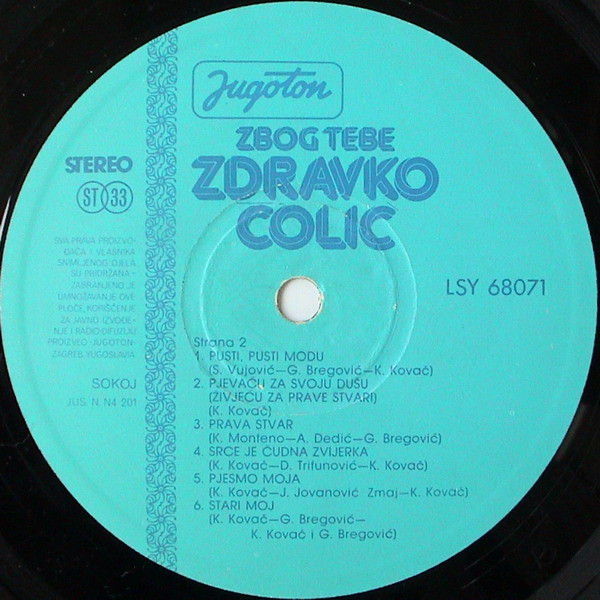 Jugoton
ZBOG TEBE
ZDRAVKO
COLIC
STEREO
ST 33
LSY 68071
SVA PRAVA PROIZVO-
ĐAČA I VLASNIKA
SNIMLJENOG DJELA
SU PRIDRŽANA-
ZABRANJENO JE
UMNOŽAVANJE OVE
PLOČE, KORIŠĆENJE
ZA JAVNO IZVOĐE-
NJE I RADIO-DIFUZIJU
PROIZVEO JUGOTON-
ZAGREB, YUGOSLAVIA
SOKOJ
JUS. N. N4 201
Strana 2
1. PUSTI, PUSTI MODU
(S. Vujović–G. Bregović–K. Kovač)
2. PJEVAČU ZA SVOJU DUŠU
(ŽIVJEĆU ZA PRAVE STVARI)
(K. Kovač)
3. PRAVA STVAR
(K. Monteno–A. Dedić–G. Bregović)
4. SRCE JE ČUDNA ZVIJERKA
(K. Kovač–D. Trifunović–K. Kovač)
5. PJESMO MOJA
(K. Kovač–J. Jovanović Zmaj–K. Kovač)
6. STARI MOJ
(K. Kovač–G. Bregović–
K. Kovač i G. Bregović)